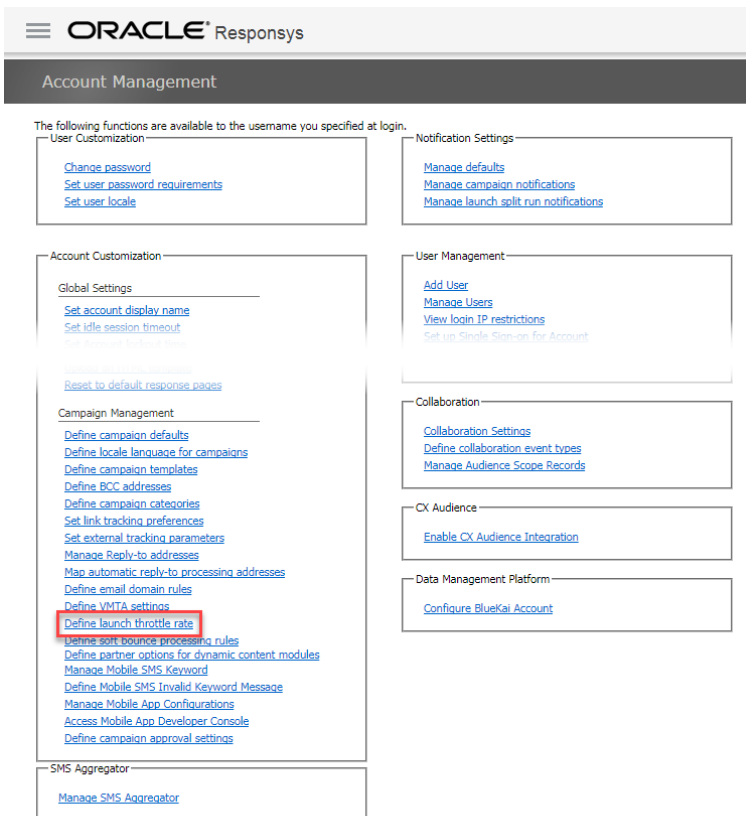 ORACLE® Responsys
Account Management
The following functions are available to the username you specified at login.
User Customization
Change password
Set user password requirements
Set user locale
Account Customization
Global Settings
Set account display name
Set idle session timeout
Reset to default response pages
Campaign Management
Define campaign defaults
Define locale language for campaigns
Define campaign templates
Define BCC addresses
Define campaign categories
Set link tracking preferences
Set external tracking parameters
Manage Reply-to addresses
Map automatic reply-to processing addresses
Define email domain rules
Define VMTA settings
Define launch throttle rate
Define soft bounce processing rules
Define partner options for dynamic content modules
Manage Mobile SMS Keyword
Define Mobile SMS Invalid Keyword Message
Manage Mobile App Configurations
Access Mobile App Developer Console
Define campaign approval settings
SMS Aggregator
Manage SMS Aggregator
Notification Settings
Manage defaults
Manage campaign notifications
Manage launch split run notifications
User Management
Add User
Manage Users
View login IP restrictions
Set up Single Sign-on for Account
Collaboration
Collaboration Settings
Define collaboration event types
Manage Audience Scope Records
CX Audience
Enable CX Audience Integration
Data Management Platform
Configure BlueKai Account